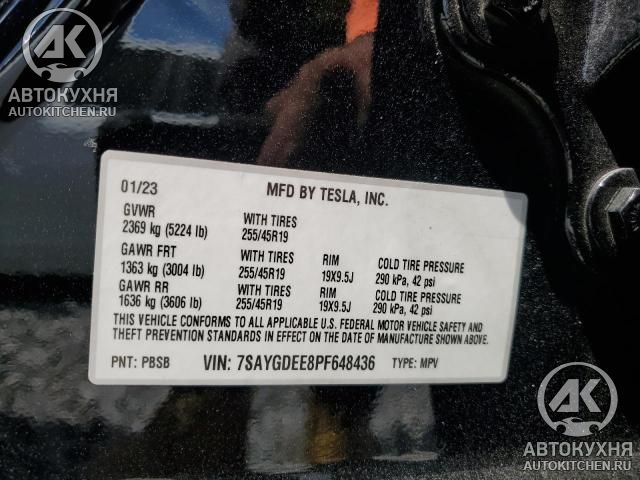 АК
АВТОКУХНЯ
AUTOKITCHEN.RU
01/23 MFD BY TESLA, INC.
GVWR WITH TIRES
2369 kg (5224 lb) 255/45R19
GAWR FRT WITH TIRES RIM COLD TIRE PRESSURE
1363 kg (3004 lb) 255/45R19 19X9.5J 290 kPa, 42 psi
GAWR RR WITH TIRES RIM COLD TIRE PRESSURE
1636 kg (3606 lb) 255/45R19 19X9.5J 290 kPa, 42 psi
THIS VEHICLE CONFORMS TO ALL APPLICABLE U.S. FEDERAL MOTOR VEHICLE SAFETY AND
THEFT PREVENTION STANDARDS IN EFFECT ON THE DATE OF MANUFACTURE SHOWN ABOVE.
PNT: PBSB VIN: 7SAYGDEE8PF648436 TYPE: MPV
АК
АВТОКУХНЯ
AUTOKITCHEN.RU